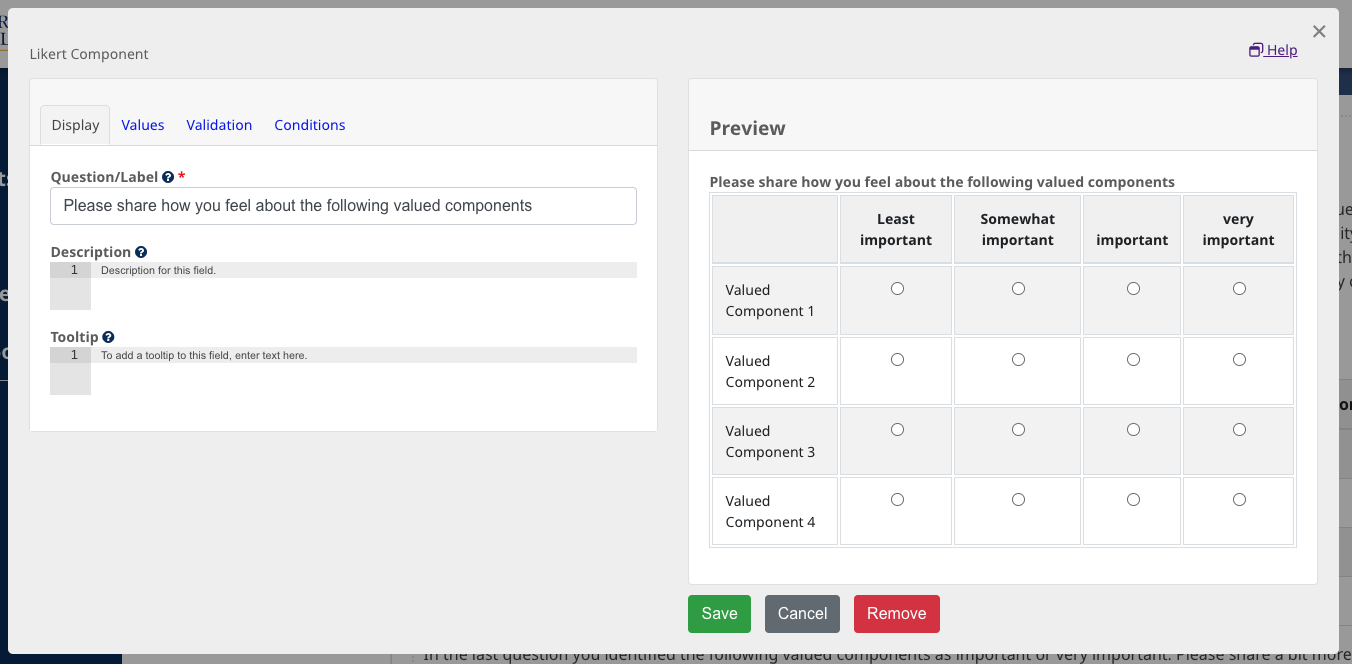 Likert Component
Help
Display Values Validation Conditions
Question/Label *
Please share how you feel about the following valued components
Description
1 Description for this field.
Tooltip
1 To add a tooltip to this field, enter text here.
Preview
Please share how you feel about the following valued components
Least important
Somewhat important
important
very important
Valued Component 1
Valued Component 2
Valued Component 3
Valued Component 4
Save Cancel Remove
In the last question you identified the following valued components as important or very important. Please share a bit more